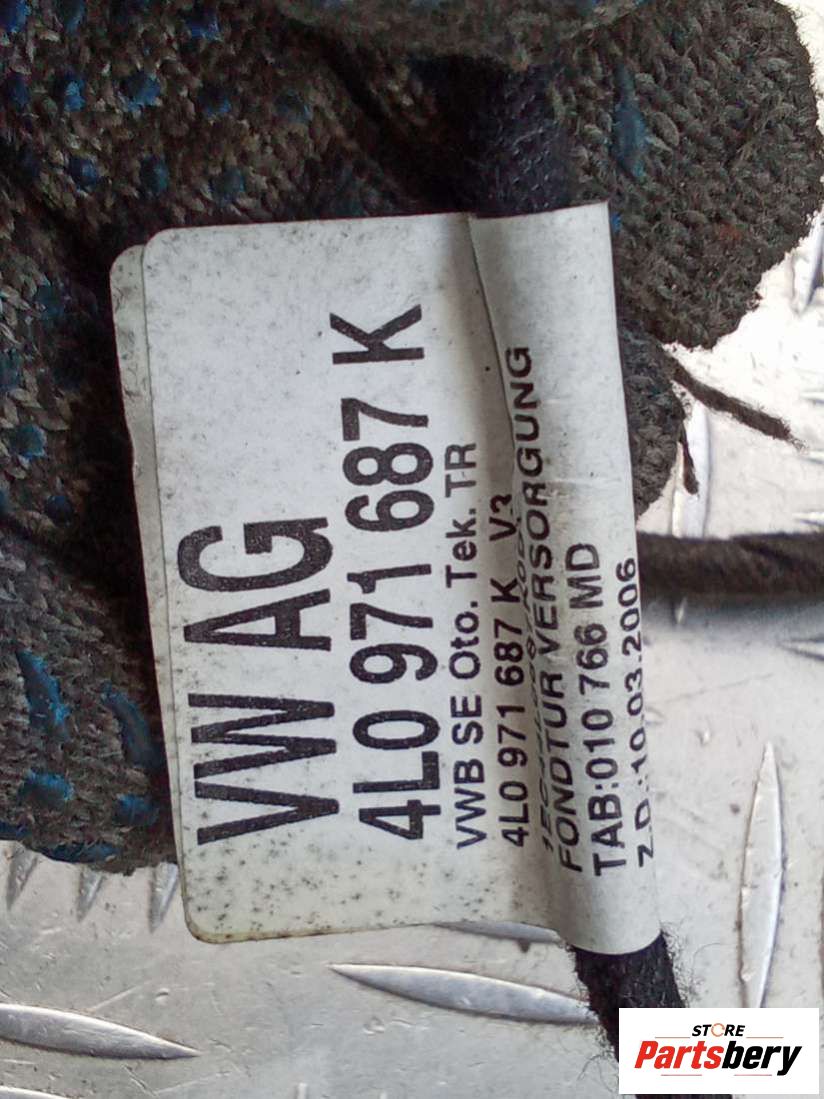 VW AG
4L0 971 687 K
VWB SE Oto. Tek. TR
4L0 971 687 K V3
FONDTUR VERSORGUNG
TAB:010 766 MD
Z.D.:10.03.2006
STORE
Partsbery